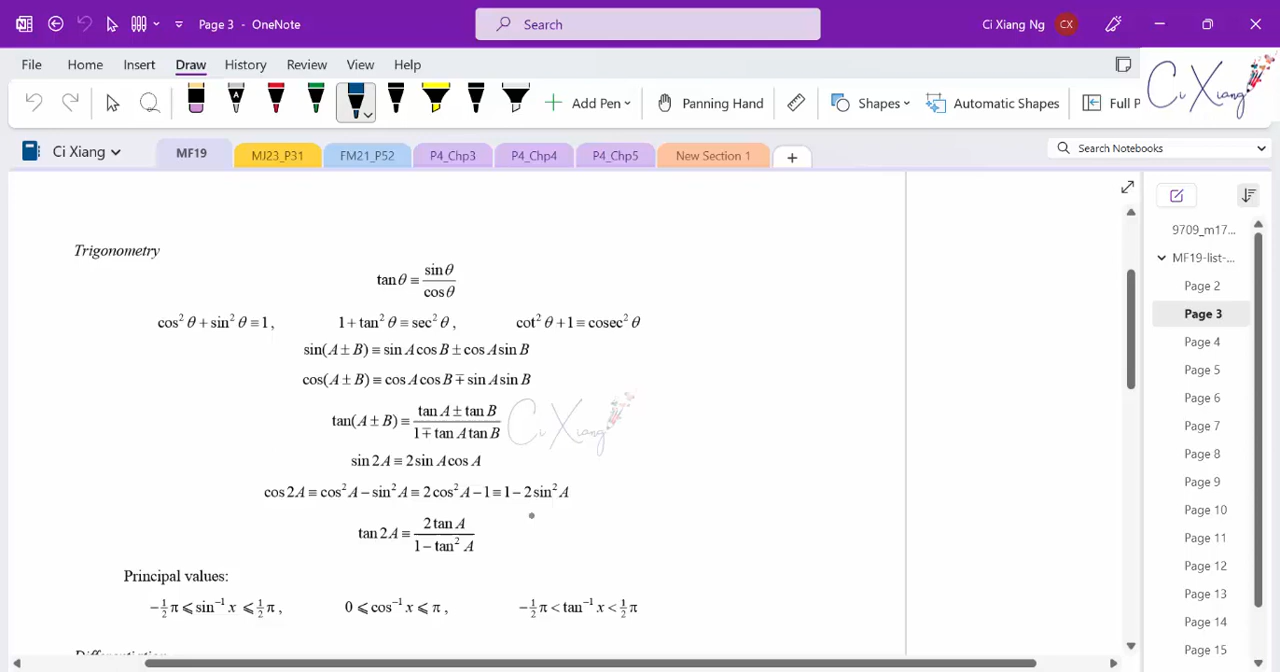 Page 3 - OneNote
Search
Ci Xiang Ng
CX
File Home Insert Draw History Review View Help
Ci Xiang
A
Add Pen
Panning Hand
Shapes
Automatic Shapes
Full P
Ci Xiang
MF19
MJ23_P31
FM21_P52
P4_Chp3
P4_Chp4
P4_Chp5
New Section 1
+
Search Notebooks
Trigonometry
tan θ ≡ sin θ / cos θ
cos² θ + sin² θ ≡ 1, 1 + tan² θ ≡ sec² θ, cot² θ + 1 ≡ cosec² θ
sin(A ± B) ≡ sin A cos B ± cos A sin B
cos(A ± B) ≡ cos A cos B ∓ sin A sin B
tan(A ± B) ≡ (tan A ± tan B) / (1 ∓ tan A tan B)
Ci Xiang
sin 2A ≡ 2 sin A cos A
cos 2A ≡ cos² A − sin² A ≡ 2 cos² A − 1 ≡ 1 − 2 sin² A
tan 2A ≡ 2 tan A / (1 − tan² A)
Principal values:
−½π ⩽ sin⁻¹ x ⩽ ½π, 0 ⩽ cos⁻¹ x ⩽ π, −½π < tan⁻¹ x < ½π
9709_m17...
MF19-list-...
Page 2
Page 3
Page 4
Page 5
Page 6
Page 7
Page 8
Page 9
Page 10
Page 11
Page 12
Page 13
Page 14
Page 15